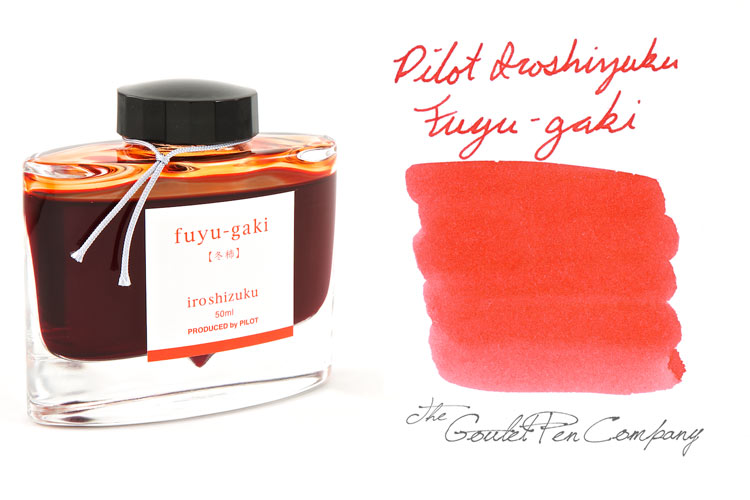 fuyu-gaki
【冬柿】
iroshizuku
50ml
PRODUCED by PILOT
Pilot Iroshizuku
Fuyu-gaki
The
Goulet Pen Company